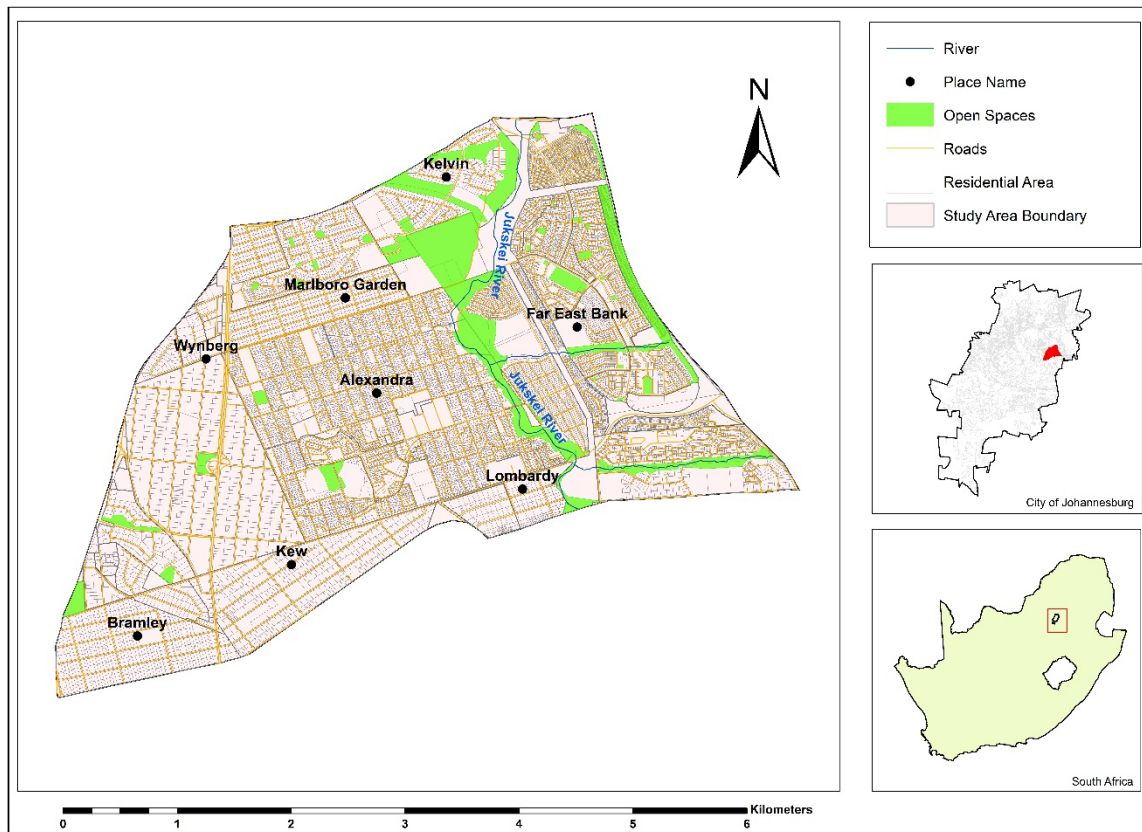 N
Kelvin
Jukskei River
Marlboro Garden
Far East Bank
Wynberg
Alexandra
Jukskei River
Lombardy
Kew
Bramley
0 1 2 3 4 5 6 Kilometers
River
Place Name
Open Spaces
Roads
Residential Area
Study Area Boundary
City of Johannesburg
South Africa